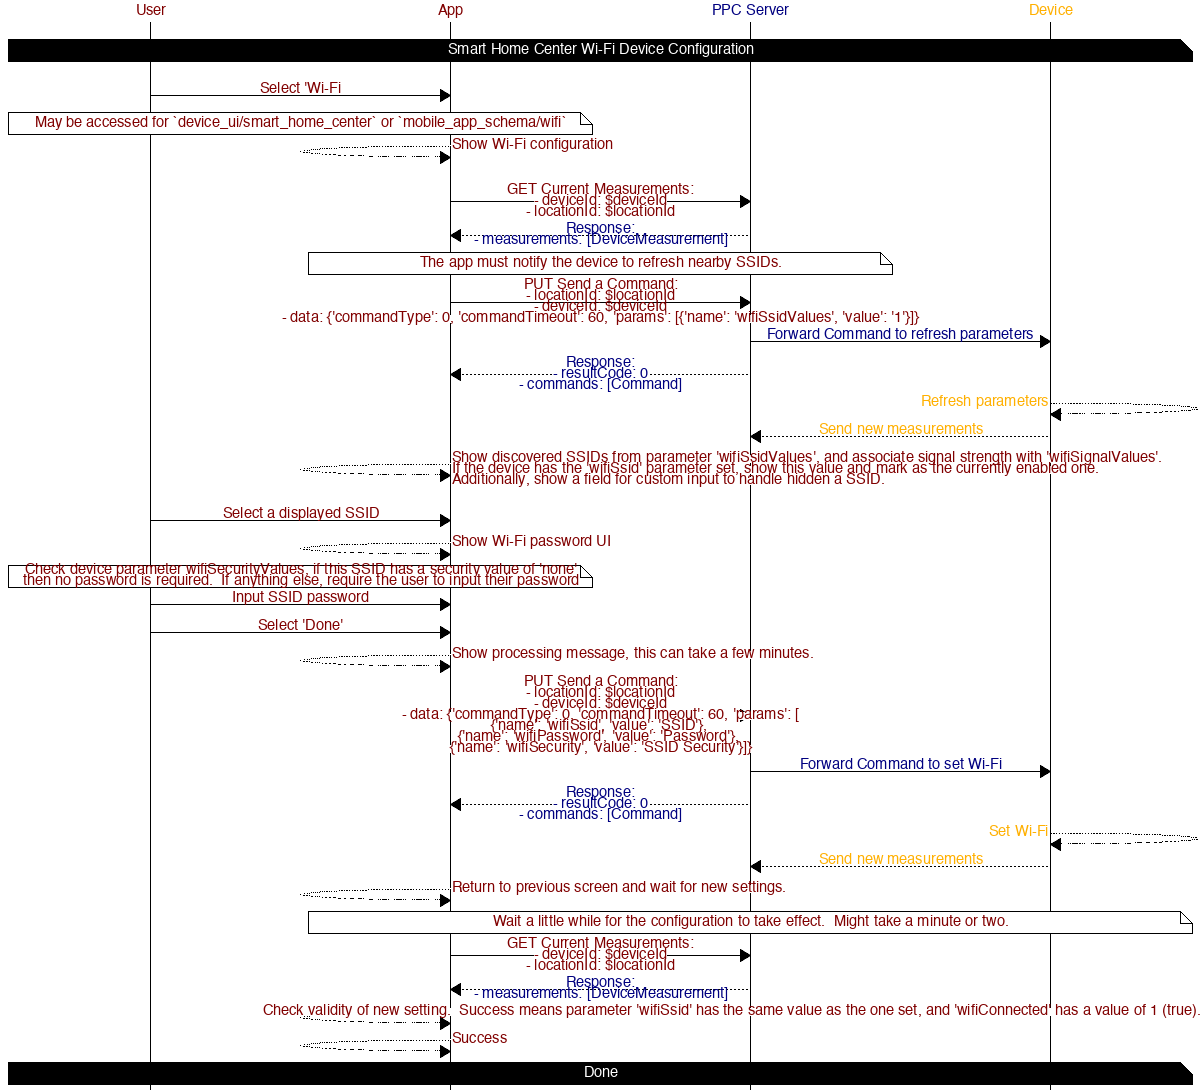 User App PPC Server Device
Smart Home Center Wi-Fi Device Configuration
Select 'Wi-Fi
May be accessed for `device_ui/smart_home_center` or `mobile_app_schema/wifi`
Show Wi-Fi configuration
GET Current Measurements:
- deviceId: $deviceId
- locationId: $locationId
Response:
- measurements: [DeviceMeasurement]
The app must notify the device to refresh nearby SSIDs.
PUT Send a Command:
- locationId: $locationId
- deviceId: $deviceId
- data: {'commandType': 0, 'commandTimeout': 60, 'params': [{'name': 'wifiSsidValues', 'value': '1'}]}
Forward Command to refresh parameters
Response:
- resultCode: 0
- commands: [Command]
Refresh parameters
Send new measurements
Show discovered SSIDs from parameter 'wifiSsidValues', and associate signal strength with 'wifiSignalValues'.
If the device has the 'wifiSsid' parameter set, show this value and mark as the currently enabled one.
Additionally, show a field for custom input to handle hidden a SSID.
Select a displayed SSID
Show Wi-Fi password UI
Check device parameter wifiSecurityValues, if this SSID has a security value of 'none',
then no password is required.  If anything else, require the user to input their password
Input SSID password
Select 'Done'
Show processing message, this can take a few minutes.
PUT Send a Command:
- locationId: $locationId
- deviceId: $deviceId
- data: {'commandType': 0, 'commandTimeout': 60, 'params': [
{'name': 'wifiSsid', 'value': 'SSID'},
{'name': 'wifiPassword', 'value': 'Password'},
{'name': 'wifiSecurity', 'value': 'SSID Security'}]}
Forward Command to set Wi-Fi
Response:
- resultCode: 0
- commands: [Command]
Set Wi-Fi
Send new measurements
Return to previous screen and wait for new settings.
Wait a little while for the configuration to take effect.  Might take a minute or two.
GET Current Measurements:
- deviceId: $deviceId
- locationId: $locationId
Response:
- measurements: [DeviceMeasurement]
Check validity of new setting.  Success means parameter 'wifiSsid' has the same value as the one set, and 'wifiConnected' has a value of 1 (true).
Success
Done